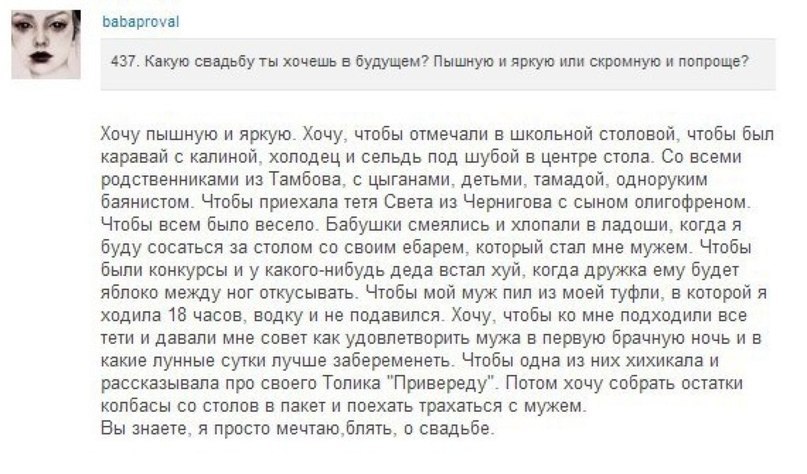 babaproval
437. Какую свадьбу ты хочешь в будущем? Пышную и яркую или скромную и попроще?
Хочу пышную и яркую. Хочу, чтобы отмечали в школьной столовой, чтобы был
каравай с калиной, холодец и сельдь под шубой в центре стола. Со всеми
родственниками из Тамбова, с цыганами, детьми, тамадой, одноруким
баянистом. Чтобы приехала тетя Света из Чернигова с сыном олигофреном.
Чтобы всем было весело. Бабушки смеялись и хлопали в ладоши, когда я
буду сосаться за столом со своим ебарем, который стал мне мужем. Чтобы
были конкурсы и у какого-нибудь деда встал хуй, когда дружка ему будет
яблоко между ног откусывать. Чтобы мой муж пил из моей туфли, в которой я
ходила 18 часов, водку и не подавился. Хочу, чтобы ко мне подходили все
тети и давали мне совет как удовлетворить мужа в первую брачную ночь и в
какие лунные сутки лучше забеременеть. Чтобы одна из них хихикала и
рассказывала про своего Толика "Привереду". Потом хочу собрать остатки
колбасы со столов в пакет и поехать трахаться с мужем.
Вы знаете, я просто мечтаю,блять, о свадьбе.